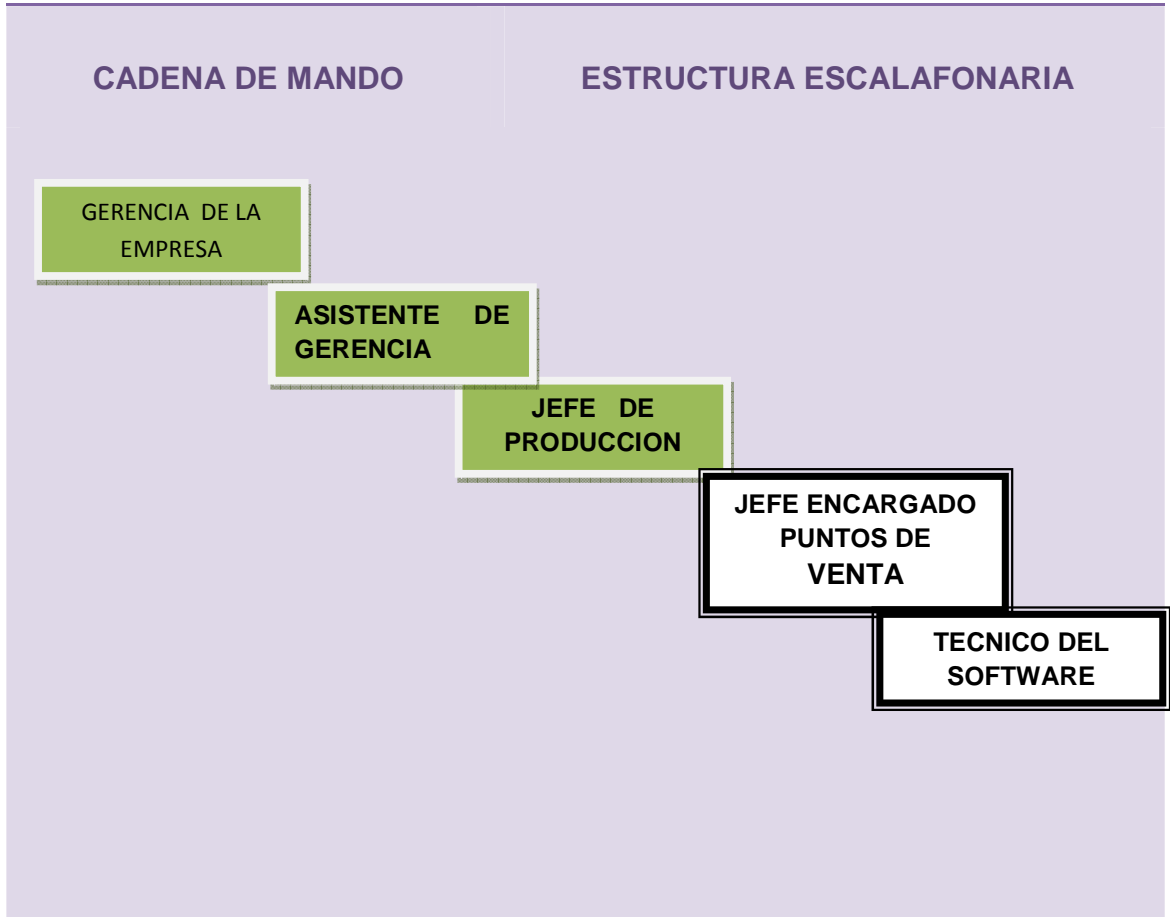 CADENA DE MANDO
ESTRUCTURA ESCALAFONARIA
GERENCIA DE LA
EMPRESA
ASISTENTE DE
GERENCIA
JEFE DE
PRODUCCION
JEFE ENCARGADO
PUNTOS DE
VENTA
TECNICO DEL
SOFTWARE